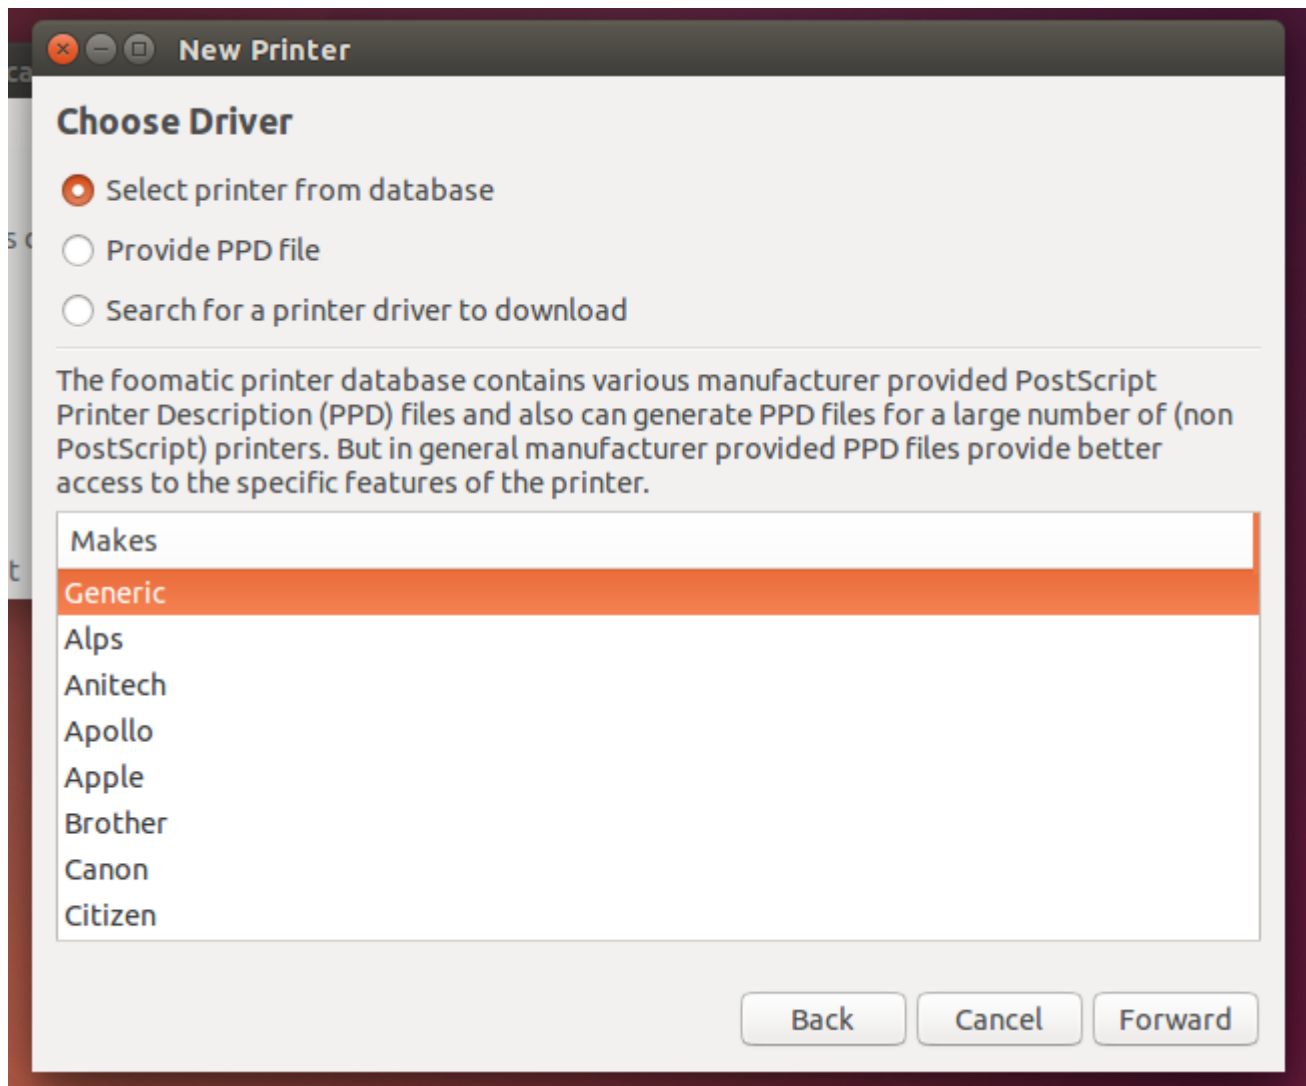 New Printer
Choose Driver
Select printer from database
Provide PPD file
Search for a printer driver to download
The foomatic printer database contains various manufacturer provided PostScript
Printer Description (PPD) files and also can generate PPD files for a large number of (non
PostScript) printers. But in general manufacturer provided PPD files provide better
access to the specific features of the printer.
Makes
Generic
Alps
Anitech
Apollo
Apple
Brother
Canon
Citizen
Back
Cancel
Forward